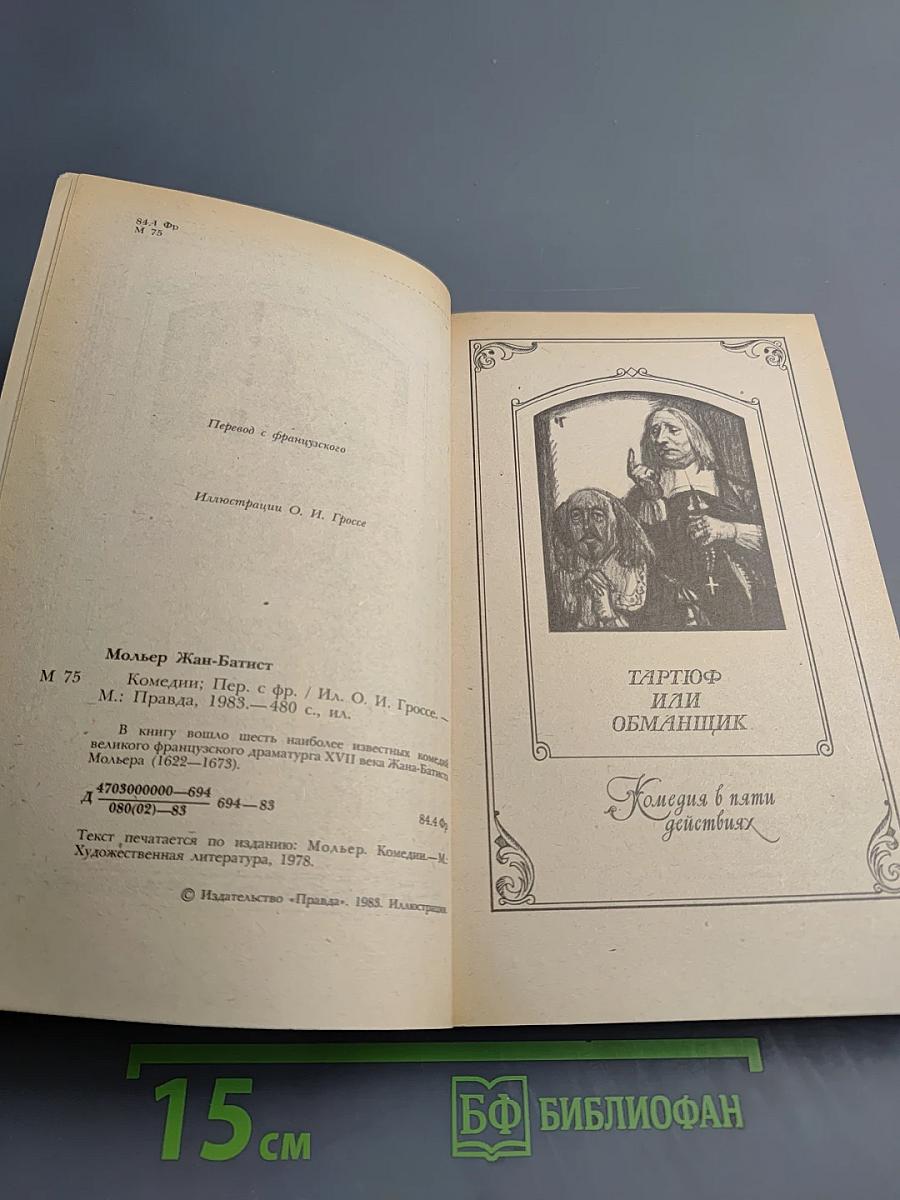 84.4 Фр
М 75
Перевод с французского
Иллюстрации О. И. Гроссе
Мольер Жан-Батист
М 75 Комедии; Пер. с фр. / Ил. О. И. Гроссе.—
М.: Правда, 1983.—480 с., ил.
В книгу вошло шесть наиболее известных комедий
великого французского драматурга XVII века Жана-Батиста
Мольера (1622—1673).
Д 4703000000—694
080(02)—83
694—83
84.4 Фр
Текст печатается по изданию: Мольер. Комедии.—М.:
Художественная литература, 1978.
© Издательство «Правда». 1983. Иллюстрации.
ТАРТЮФ
ИЛИ
ОБМАНЩИК
Комедия в пяти
действиях
15 см
БФ БИБЛИОФАН